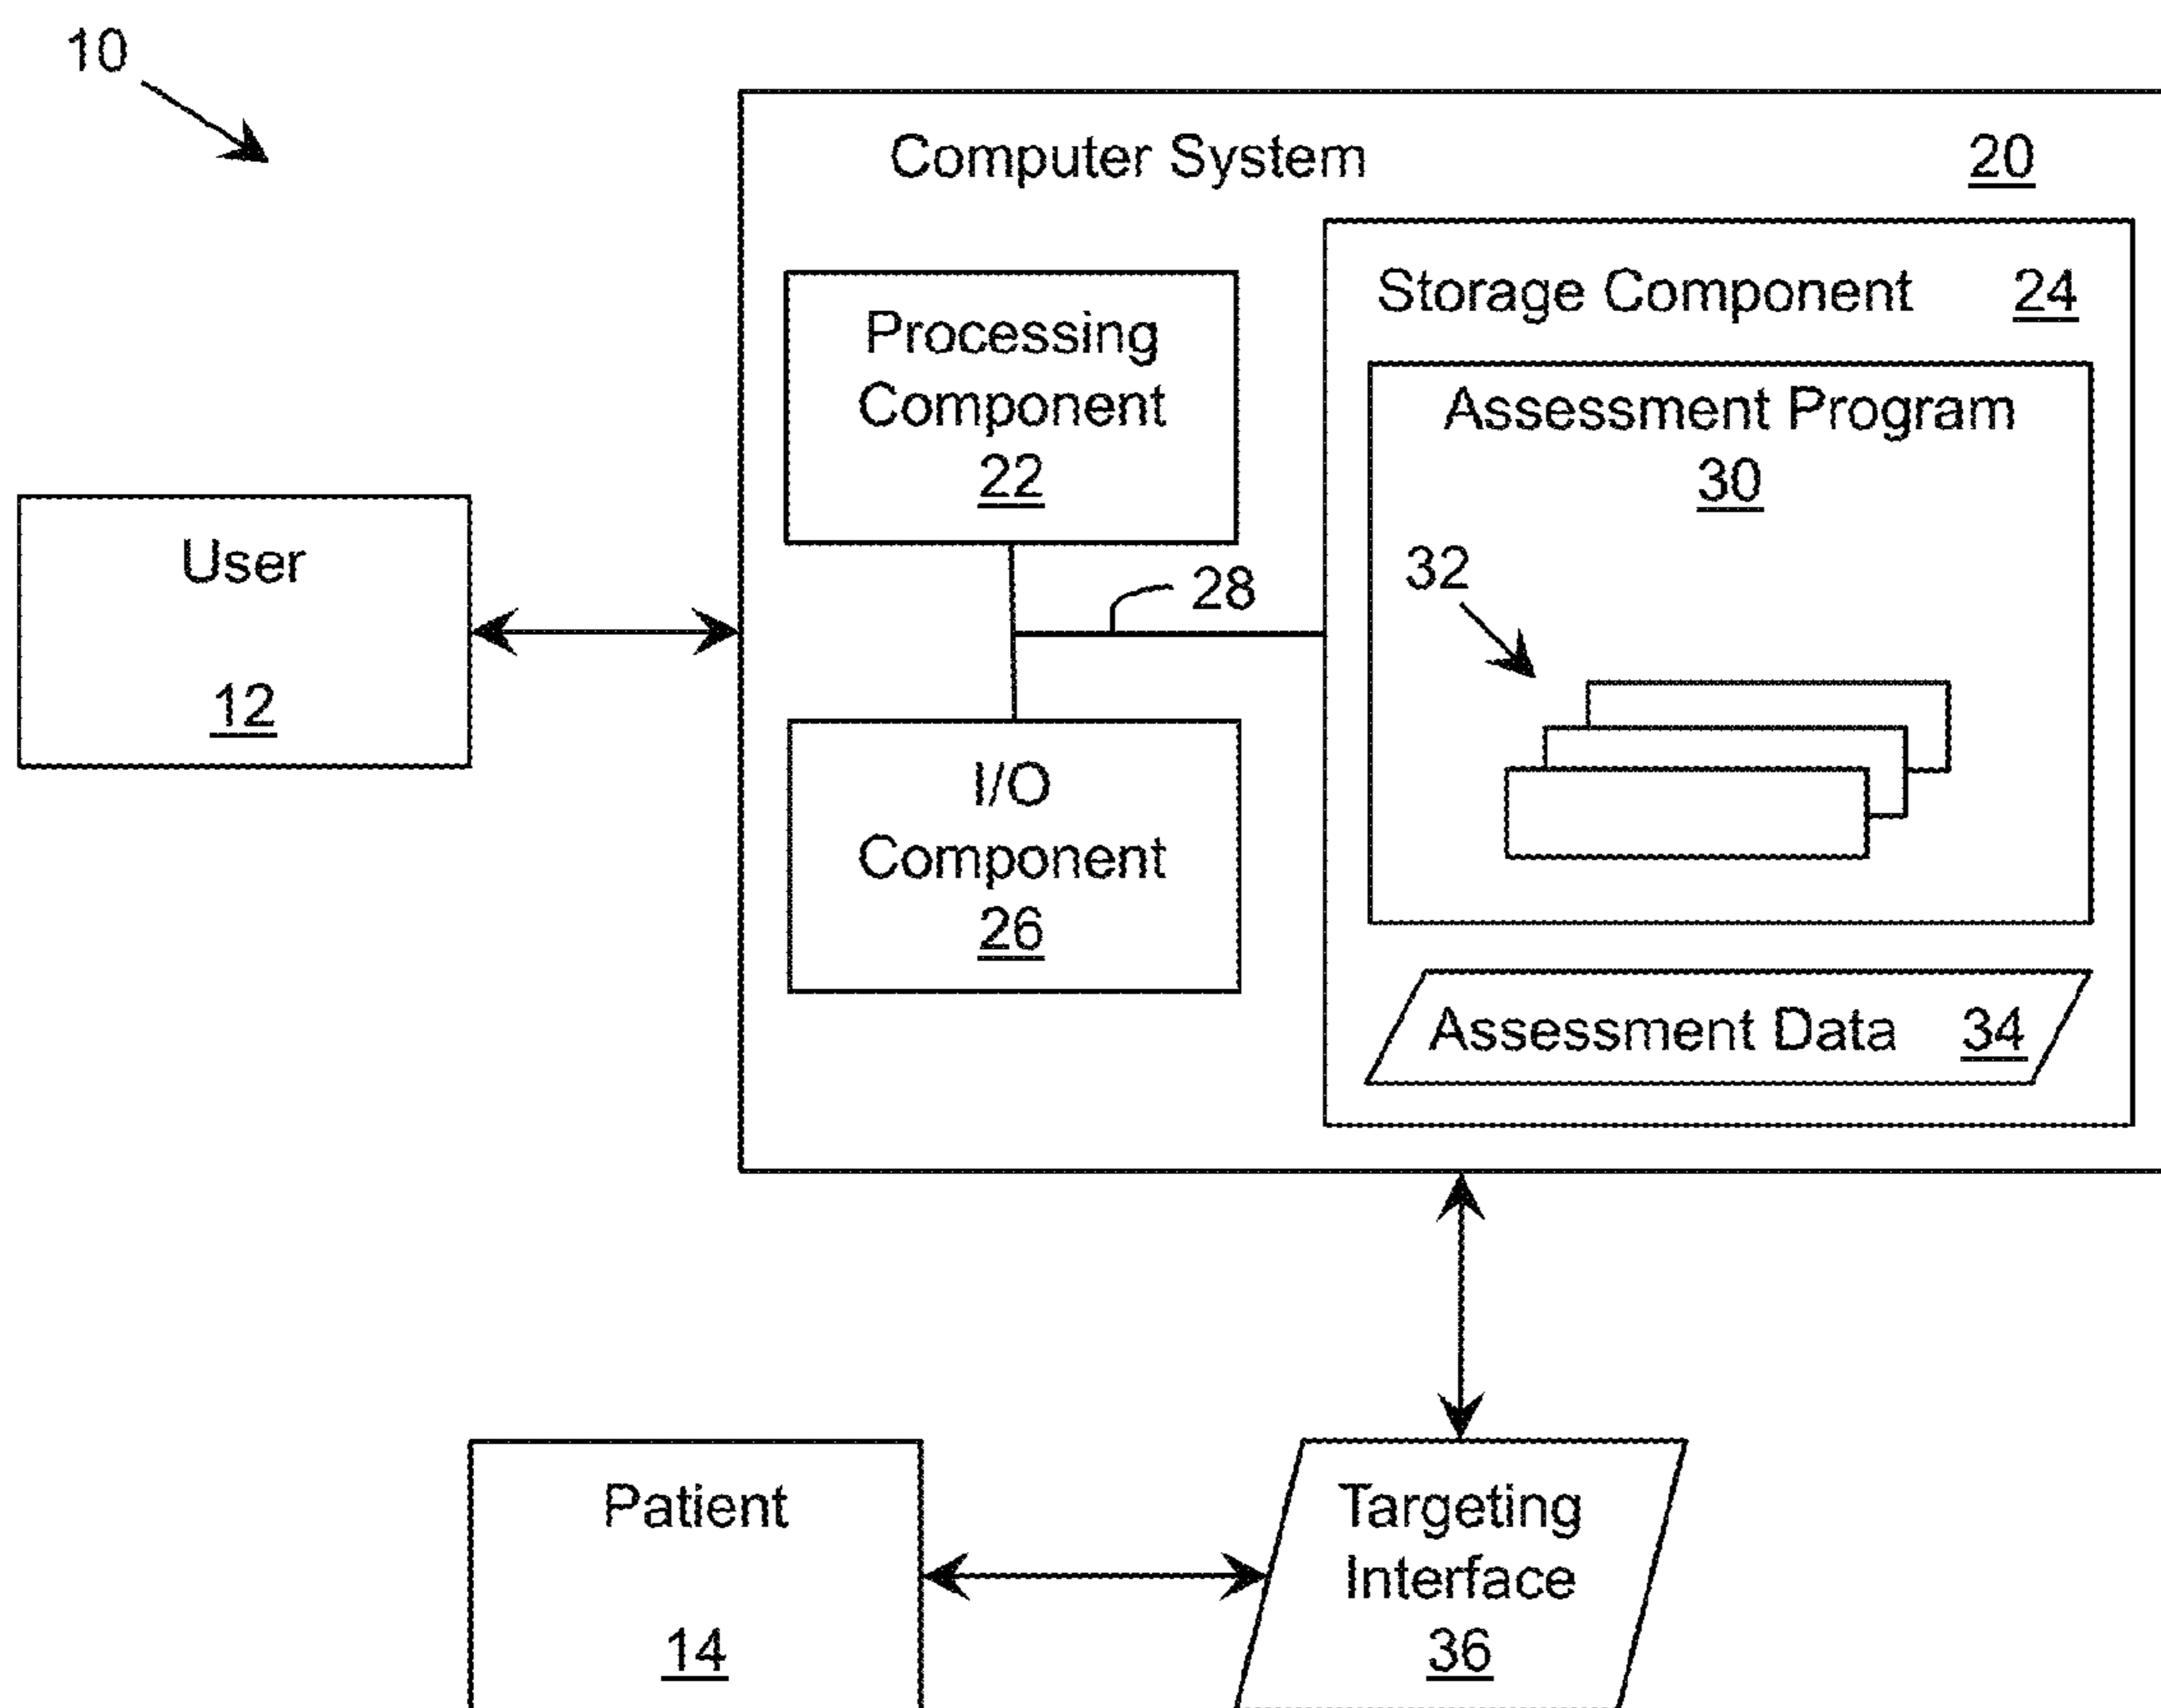 10
Computer System 20
Storage Component 24
Processing
Component
22
Assessment Program
30
User
12
28
32
I/O
Component
26
Assessment Data 34
Patient
14
Targeting
Interface
36